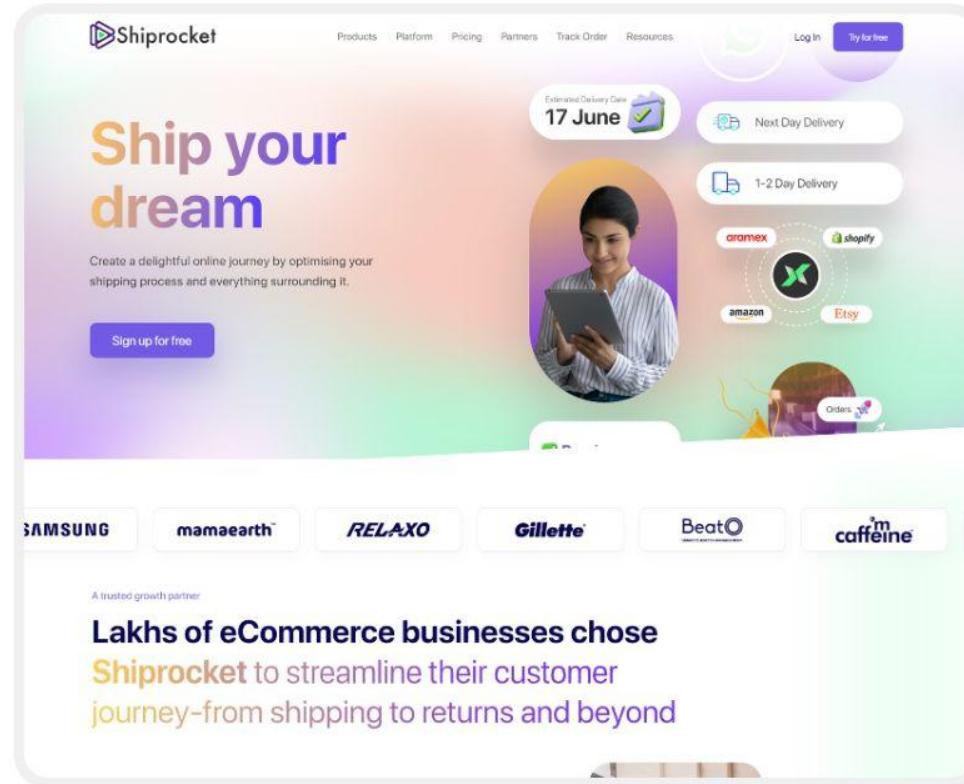 Shiprocket
Products Platform Pricing Partners Track Order Resources
Log In
Try for free
Ship your
dream
Create a delightful online journey by optimising your
shipping process and everything surrounding it.
Sign up for free
Estimated Delivery Date
17 June
Next Day Delivery
1-2 Day Delivery
aramex
shopify
amazon
Etsy
Orders
SAMSUNG
mamaearth
RELAXO
Gillette
BeatO
I'm
caffeine
A trusted growth partner
Lakhs of eCommerce businesses chose
Shiprocket to streamline their customer
journey-from shipping to returns and beyond